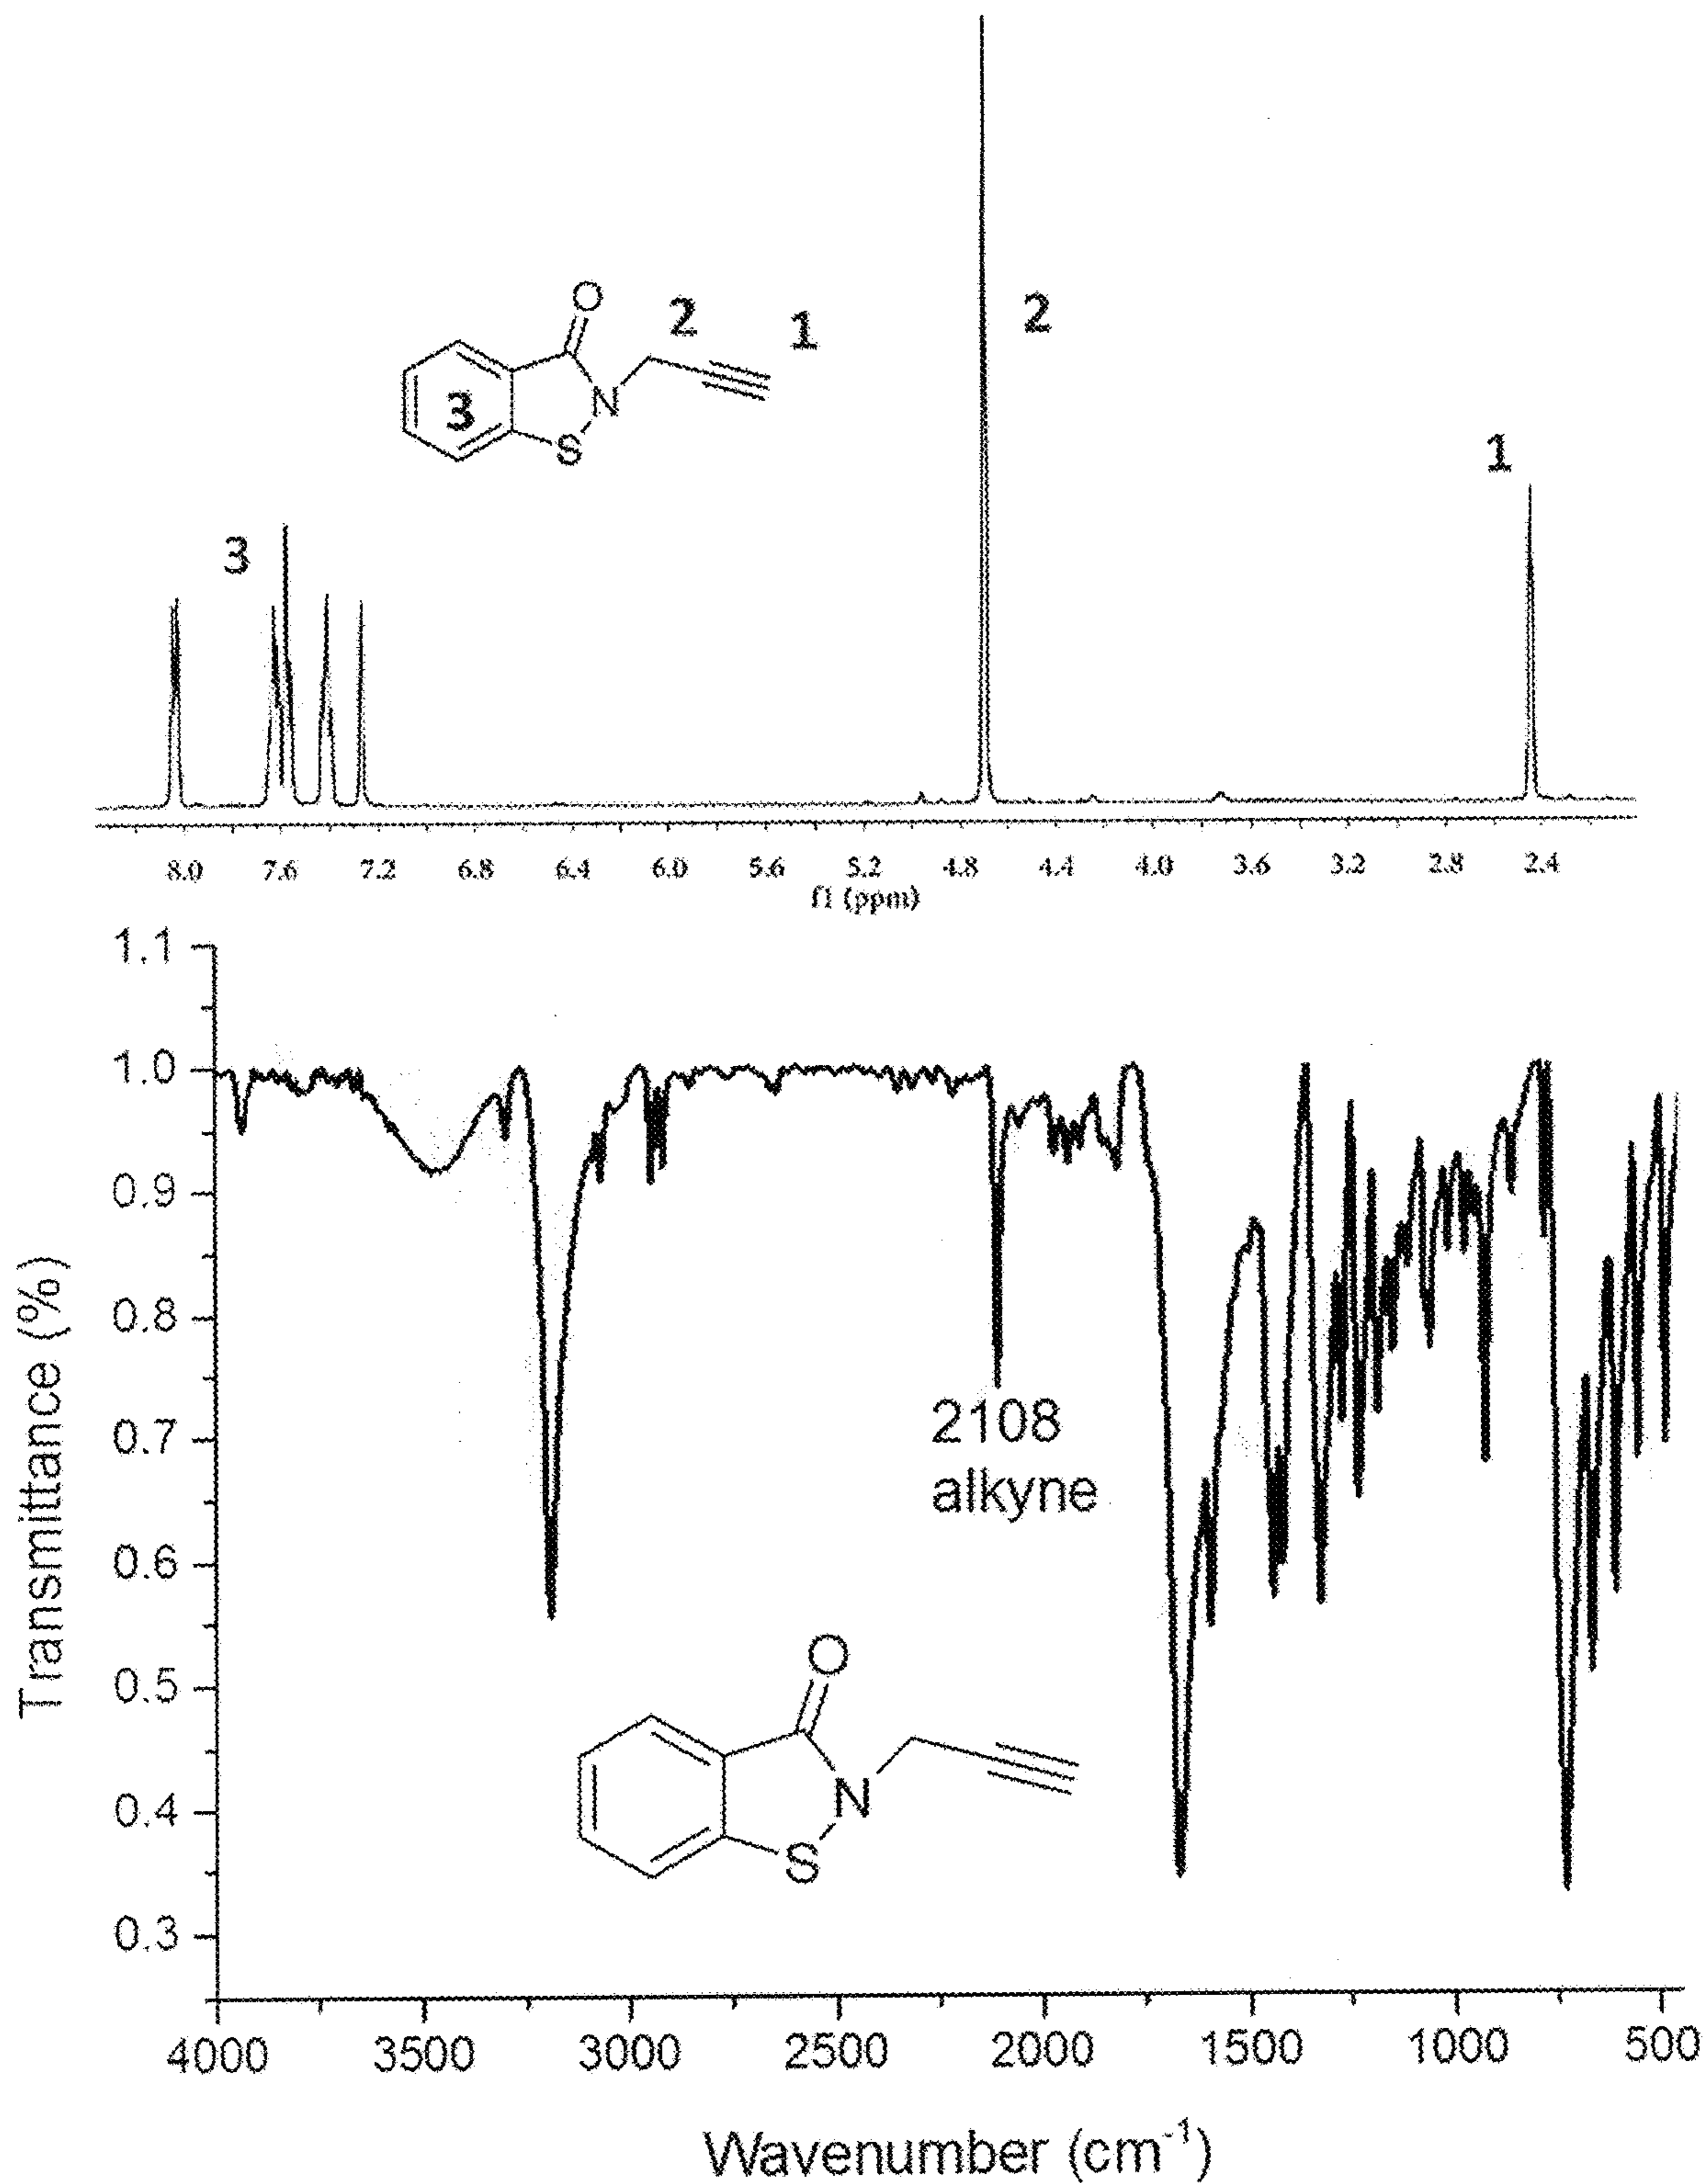 O
2
1
3
N
S
2
1
3
8.0 7.6 7.2 6.8 6.4 6.0 5.6 5.2 4.8 4.4 4.0 3.6 3.2 2.8 2.4
f1 (ppm)
1.1
1.0
0.9
0.8
0.7
0.6
0.5
0.4
0.3
Transmittance (%)
2108
alkyne
O
N
S
4000 3500 3000 2500 2000 1500 1000 500
Wavenumber (cm-1)